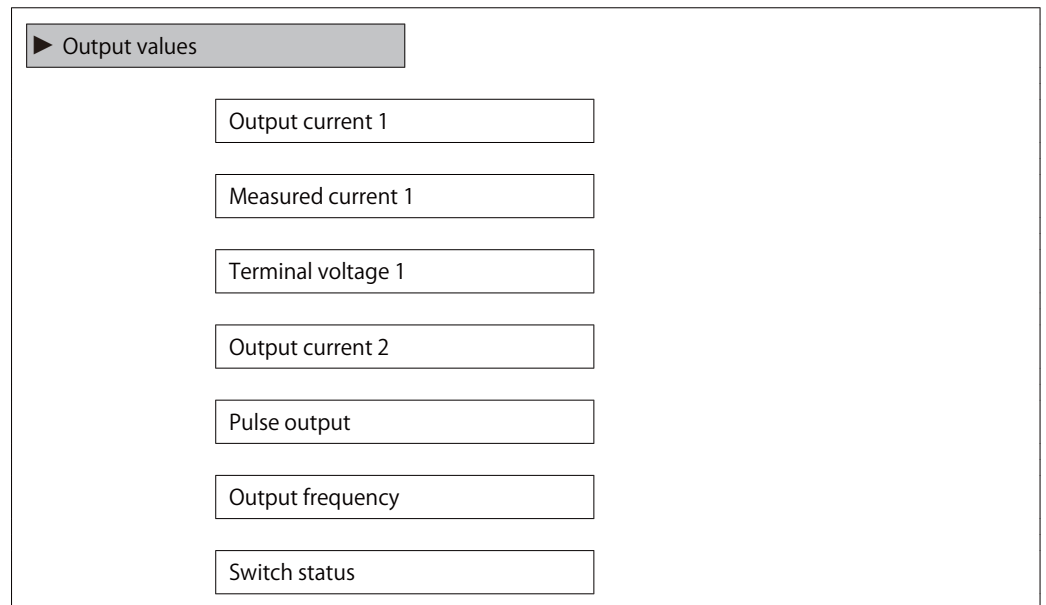 ► Output values
Output current 1
Measured current 1
Terminal voltage 1
Output current 2
Pulse output
Output frequency
Switch status